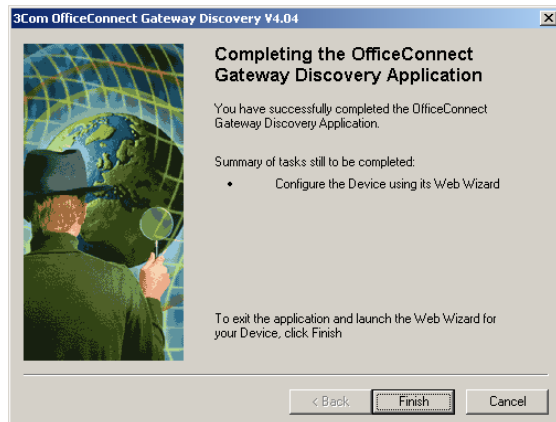 3Com OfficeConnect Gateway Discovery V4.04
Completing the OfficeConnect
Gateway Discovery Application
You have successfully completed the OfficeConnect
Gateway Discovery Application.
Summary of tasks still to be completed:
• Configure the Device using its Web Wizard
To exit the application and launch the Web Wizard for
your Device, click Finish
< Back Finish Cancel